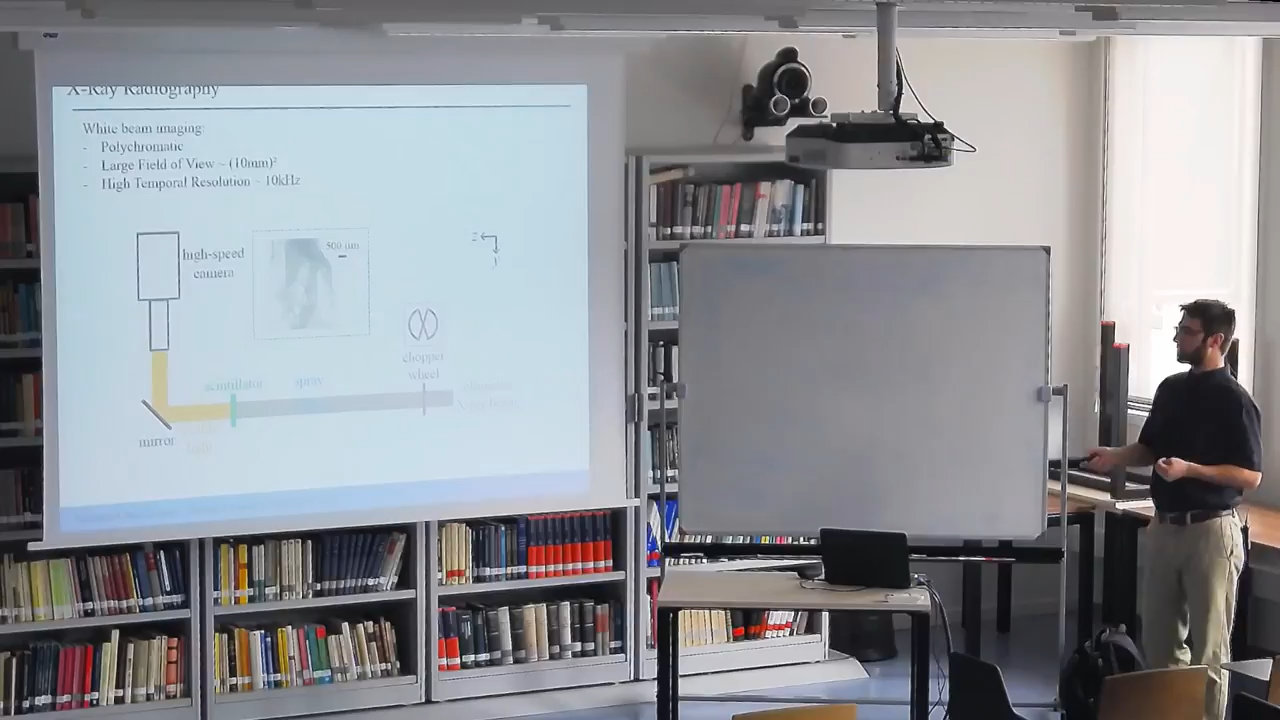 X-Ray Radiography
White beam imaging:
- Polychromatic
- Large Field of View ~ (10mm)²
- High Temporal Resolution ~ 10kHz
z
y
500 µm
high-speed
camera
chopper
wheel
scintillator
spray
mirror